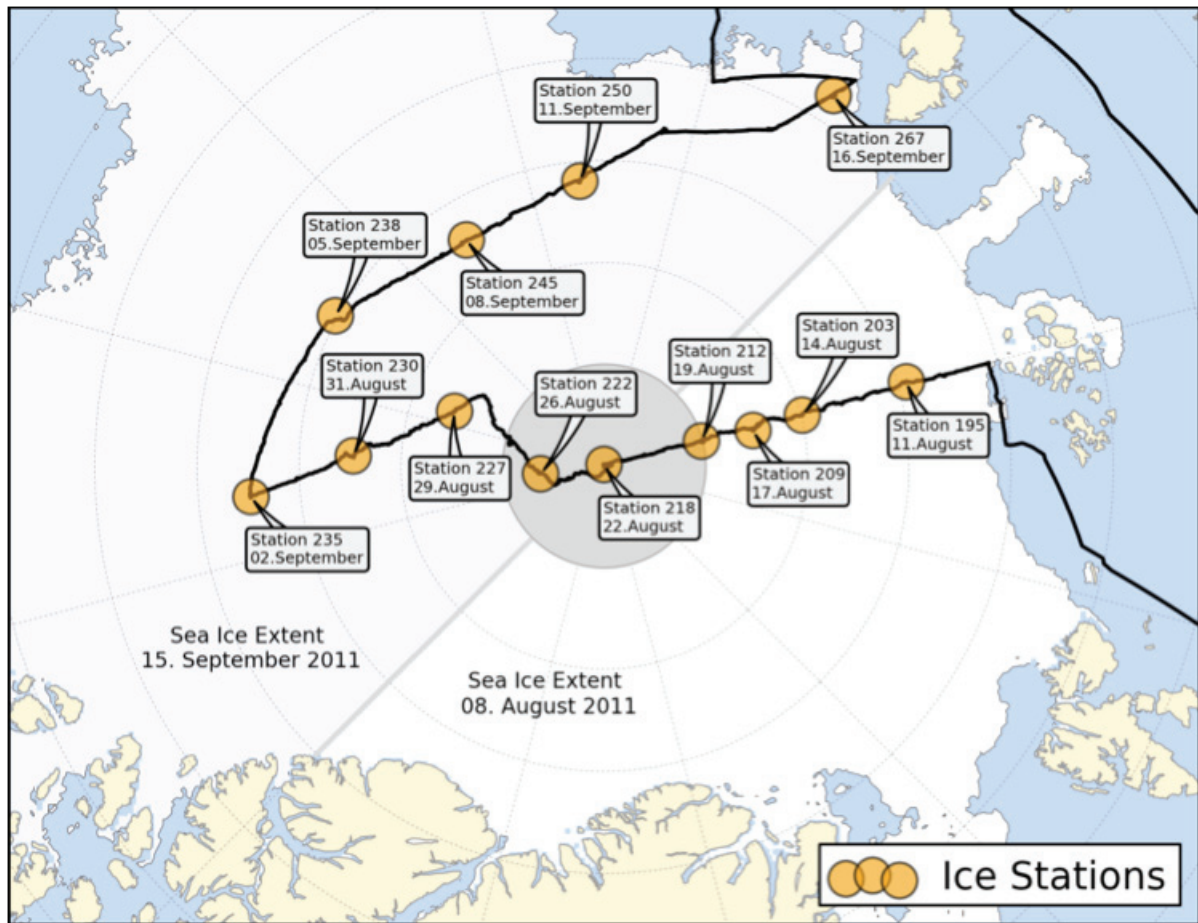 Station 250
11.September
Station 267
16.September
Station 238
05.September
Station 245
08.September
Station 203
14.August
Station 212
19.August
Station 230
31.August
Station 222
26.August
Station 195
11.August
Station 227
29.August
Station 209
17.August
Station 218
22.August
Station 235
02.September
Sea Ice Extent
15. September 2011
Sea Ice Extent
08. August 2011
Ice Stations